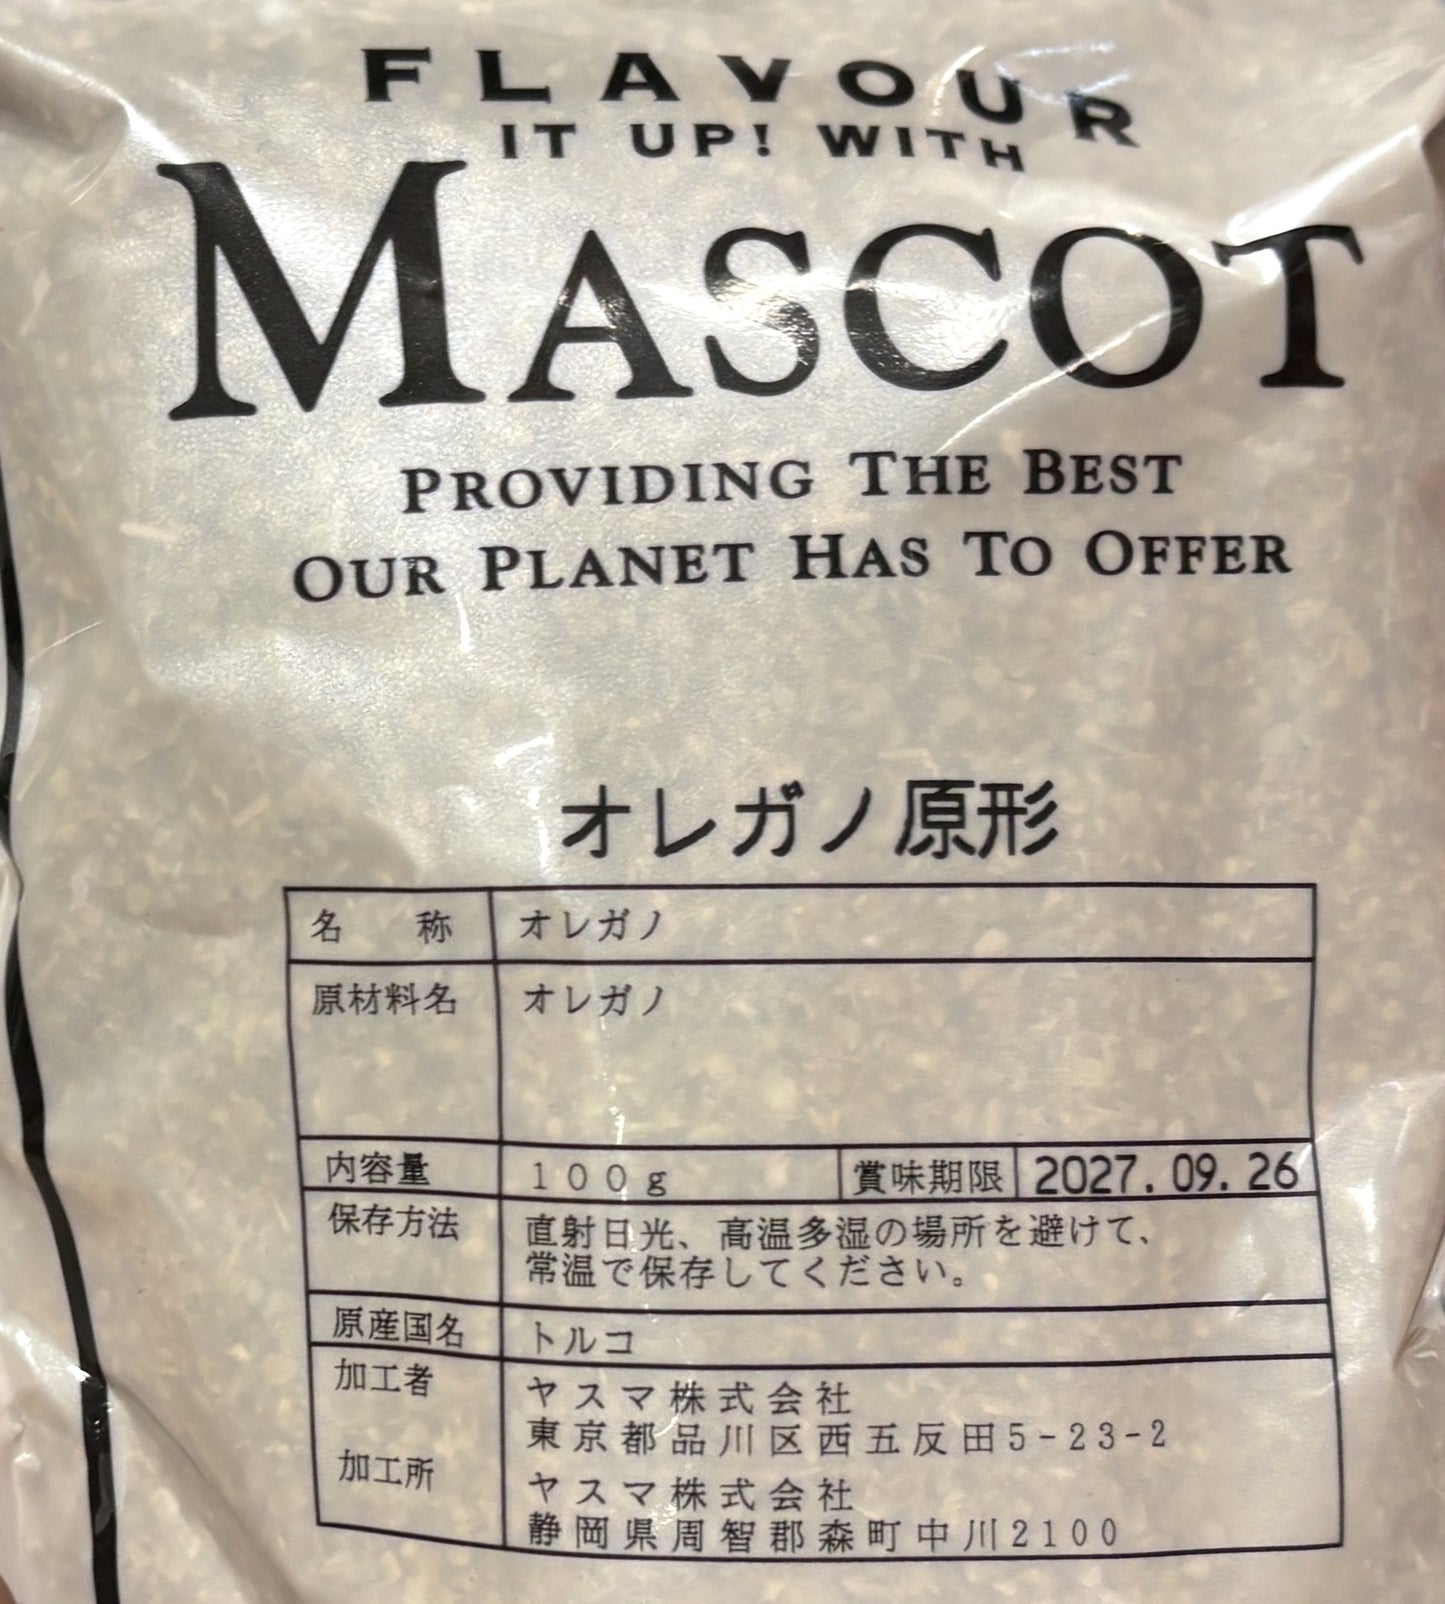 FLAVOUR
IT UP! WITH
MASCOT
PROVIDING THE BEST
OUR PLANET HAS TO OFFER
オレガノ原形
名 称 オレガノ
原材料名 オレガノ
内容量 100g 賞味期限 2027.09.26
保存方法 直射日光、高温多湿の場所を避けて、
常温で保存してください。
原産国名 トルコ
加工者 ヤスマ株式会社
東京都品川区西五反田5-23-2
加工所 ヤスマ株式会社
静岡県周智郡森町中川2100